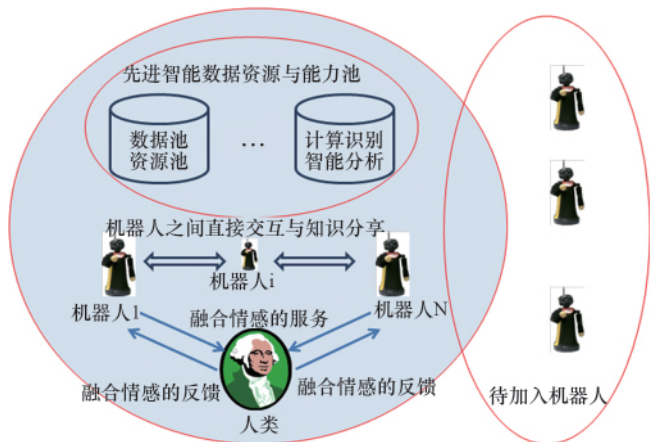 先进智能数据资源与能力池
数据池
资源池
...
计算识别
智能分析
机器人之间直接交互与知识分享
机器人i
机器人1
机器人N
融合情感的服务
融合情感的反馈
融合情感的反馈
人类
待加入机器人